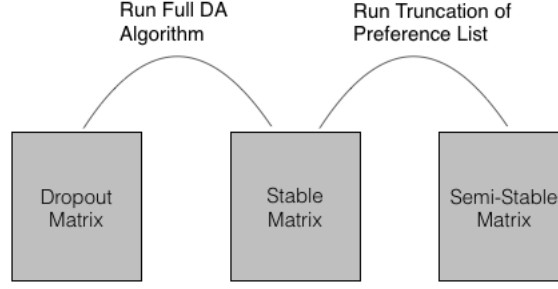 Run Full DA
Algorithm
Run Truncation of
Preference List
Dropout
Matrix
Stable
Matrix
Semi-Stable
Matrix